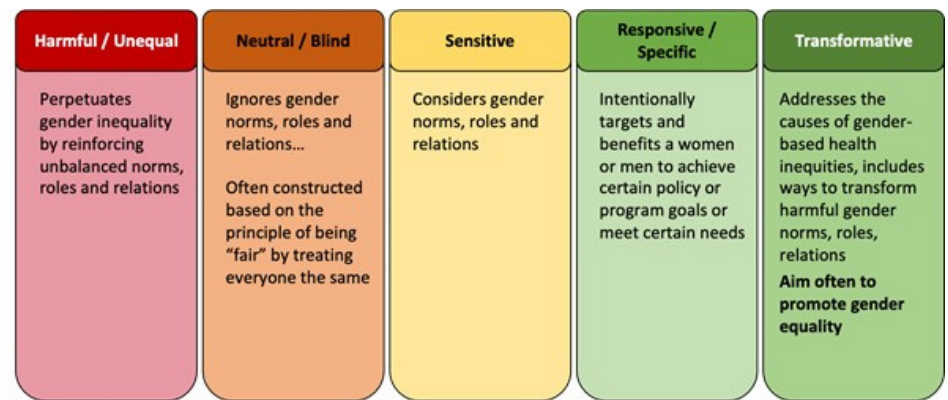 Harmful / Unequal
Perpetuates
gender inequality
by reinforcing
unbalanced norms,
roles and relations
Neutral / Blind
Ignores gender
norms, roles and
relations…
Often constructed
based on the
principle of being
“fair” by treating
everyone the same
Sensitive
Considers gender
norms, roles and
relations
Responsive /
Specific
Intentionally
targets and
benefits a women
or men to achieve
certain policy or
program goals or
meet certain needs
Transformative
Addresses the
causes of gender-
based health
inequities, includes
ways to transform
harmful gender
norms, roles,
relations
Aim often to
promote gender
equality